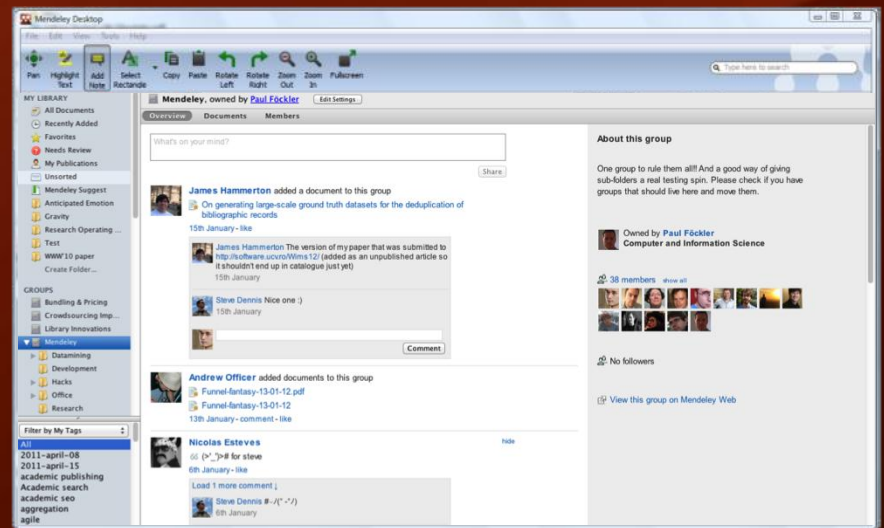 Mendeley Desktop
File Edit View Tools Help
Pan Highlight Text Add Note Select Rectangle Copy Paste Rotate Left Rotate Right Zoom Out Zoom In Fullscreen
Type here to search
MY LIBRARY
All Documents
Recently Added
Favorites
Needs Review
My Publications
Unsorted
Mendeley Suggest
Anticipated Emotion
Gravity
Research Operating ...
Test
WWW'10 paper
Create Folder...
GROUPS
Bundling & Pricing
Crowdsourcing Imp...
Library Innovations
Mendeley
Datamining
Development
Hacks
Office
Research
Filter by My Tags
All
2011-april-08
2011-april-15
academic publishing
Academic search
academic seo
aggregation
agile
Mendeley, owned by Paul Föckler Edit Settings
Overview Documents Members
What's on your mind?
Share
James Hammerton added a document to this group
On generating large-scale ground truth datasets for the deduplication of
bibliographic records
15th January - like
James Hammerton The version of my paper that was submitted to
http://software.ucv.ro/Wims12/ (added as an unpublished article so
it shouldn't end up in catalogue just yet)
15th January
Steve Dennis Nice one :)
15th January
Comment
Andrew Officer added documents to this group
Funnel-fantasy-13-01-12.pdf
Funnel-fantasy-13-01-12
13th January - comment - like
Nicolas Esteves hide
(>'_')># for steve
6th January - like
Load 1 more comment ↓
Steve Dennis #--/(" -"/)
6th January
About this group
One group to rule them all!! And a good way of giving
sub-folders a real testing spin. Please check if you have
groups that should live here and move them.
Owned by Paul Föckler
Computer and Information Science
38 members show all
No followers
View this group on Mendeley Web